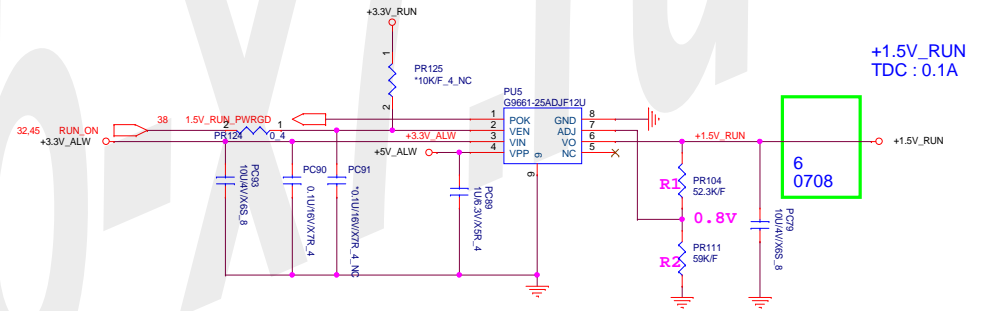 +3.3V_RUN
1
PR125
*10K/F_4_NC
2
+1.5V_RUN
TDC : 0.1A
PU5
G9661-25ADJF12U
38
1.5V_RUN_PWRGD
32,45
RUN_ON
2
1
PR124
0_4
+3.3V_ALW
+3.3V_ALW
+5V_ALW
1
POK
GND
8
2
VEN
ADJ
7
3
VIN
VO
6
4
VPP
NC
5
9
9
+1.5V_RUN
+1.5V_RUN
6
0708
PC93
10U/4V/X6S_8
PC90
0.1U/16V/X7R_4
PC91
*0.1U/16V/X7R_4_NC
PC89
1U/6.3V/X5R_4
R1
PR104
52.3K/F
0.8V
R2
PR111
59K/F
PC79
10U/4V/X6S_8